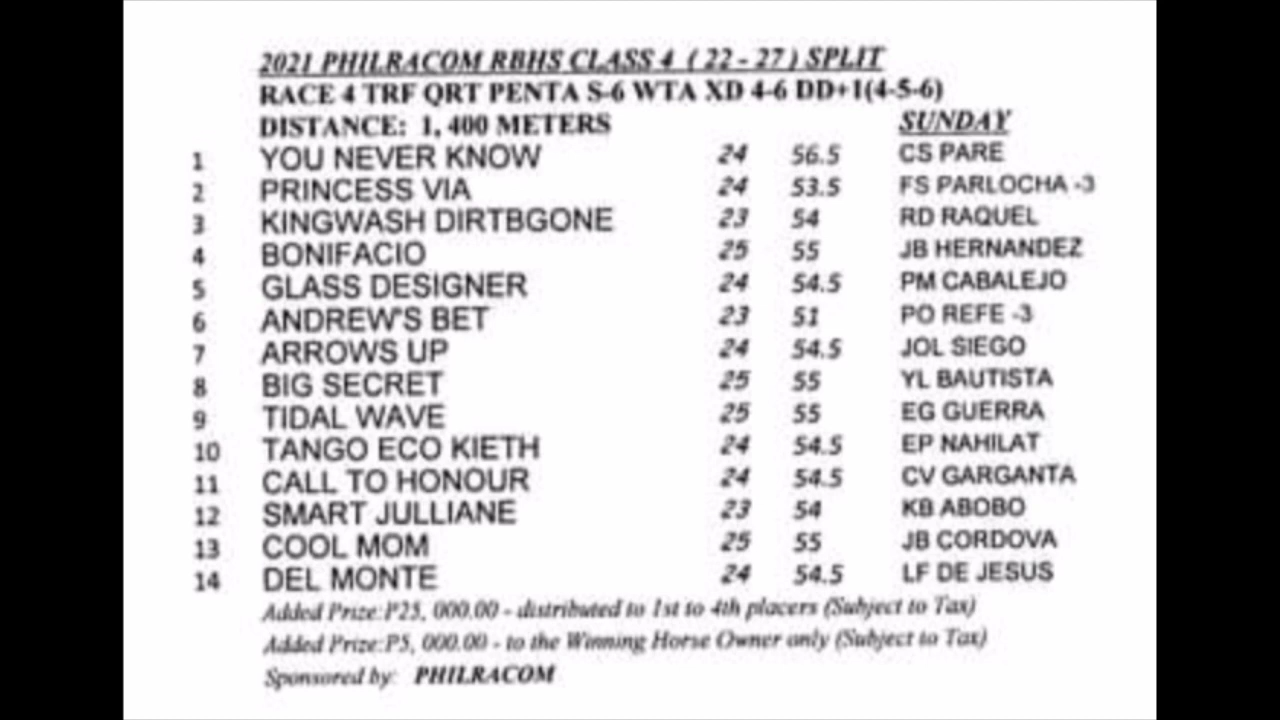 2021 PHILRACOM RBHS CLASS 4 ( 22 - 27 ) SPLIT
RACE 4 TRF QRT PENTA S-6 WTA XD 4-6 DD+1(4-5-6)
DISTANCE: 1, 400 METERS SUNDAY
1 YOU NEVER KNOW 24 56.5 CS PARE
2 PRINCESS VIA 24 53.5 FS PARLOCHA -3
3 KINGWASH DIRTBGONE 23 54 RD RAQUEL
4 BONIFACIO 25 55 JB HERNANDEZ
5 GLASS DESIGNER 24 54.5 PM CABALEJO
6 ANDREW'S BET 23 51 PO REFE -3
7 ARROWS UP 24 54.5 JOL SIEGO
8 BIG SECRET 25 55 YL BAUTISTA
9 TIDAL WAVE 25 55 EG GUERRA
10 TANGO ECO KIETH 24 54.5 EP NAHILAT
11 CALL TO HONOUR 24 54.5 CV GARGANTA
12 SMART JULLIANE 23 54 KB ABOBO
13 COOL MOM 25 55 JB CORDOVA
14 DEL MONTE 24 54.5 LF DE JESUS
Added Prize:P25, 000.00 - distributed to 1st to 4th placers (Subject to Tax)
Added Prize:P5, 000.00 - to the Winning Horse Owner only (Subject to Tax)
Sponsored by: PHILRACOM